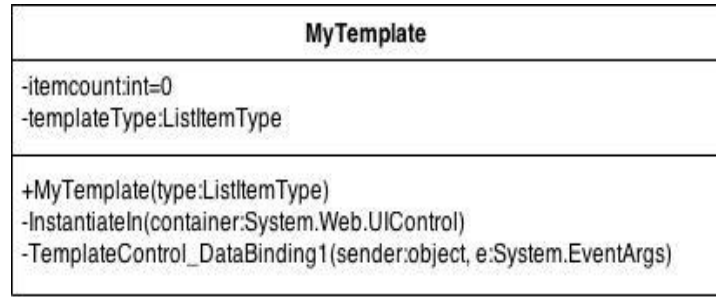 MyTemplate
-itemcount:int=0
-templateType:ListItemType
+MyTemplate(type:ListItemType)
-InstantiateIn(container:System.Web.UIControl)
-TemplateControl_DataBinding1(sender:object, e:System.EventArgs)